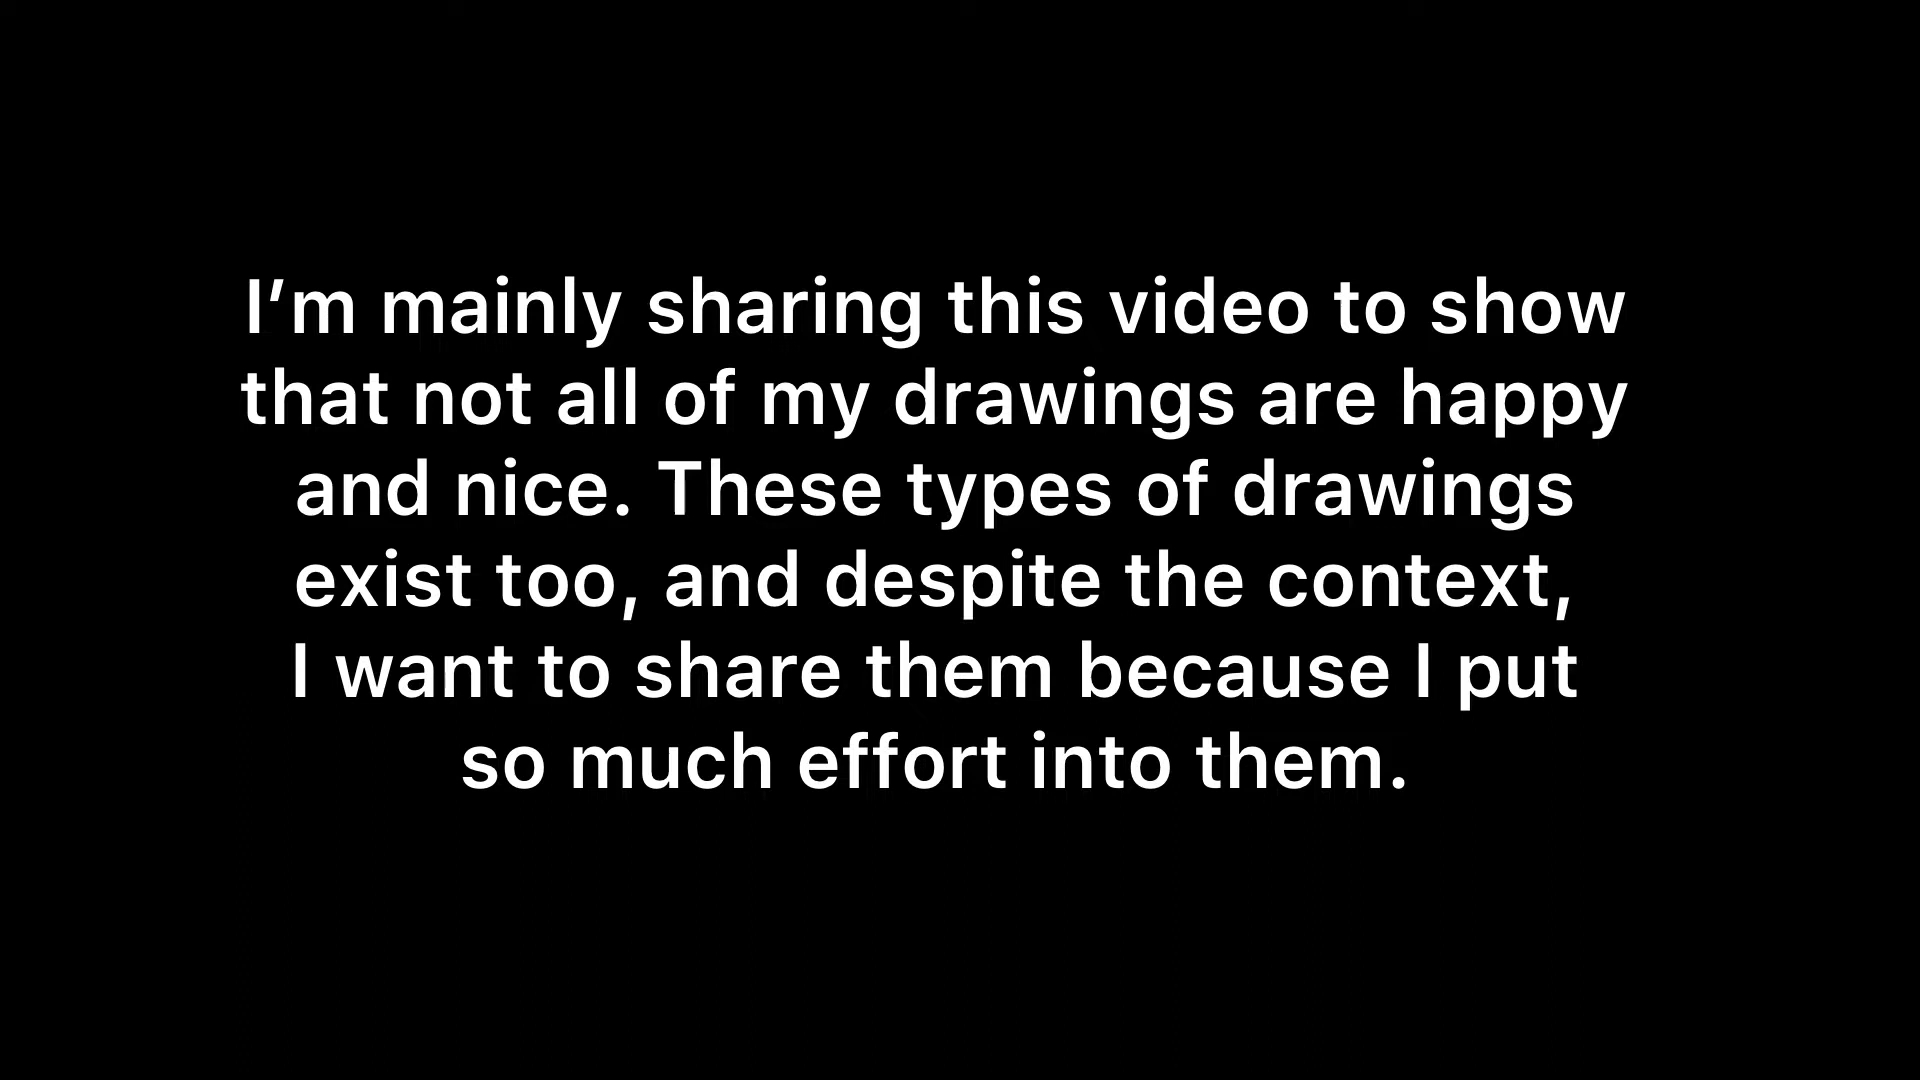 I’m mainly sharing this video to show
that not all of my drawings are happy
and nice. These types of drawings
exist too, and despite the context,
I want to share them because I put
so much effort into them.